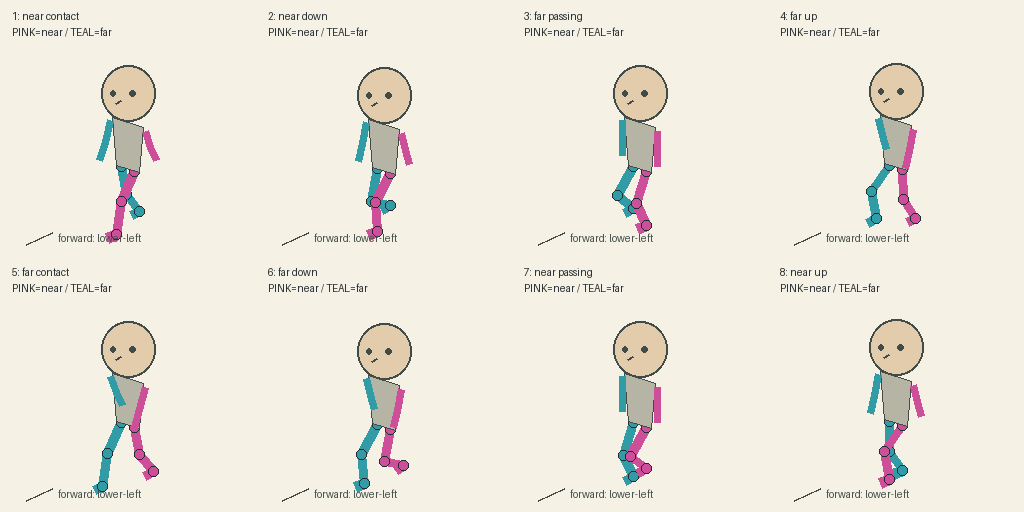 1: near contact
PINK=near / TEAL=far
2: near down
PINK=near / TEAL=far
3: far passing
PINK=near / TEAL=far
4: far up
PINK=near / TEAL=far
forward: lower-left
forward: lower-left
forward: lower-left
forward: lower-left
5: far contact
PINK=near / TEAL=far
6: far down
PINK=near / TEAL=far
7: near passing
PINK=near / TEAL=far
8: near up
PINK=near / TEAL=far
forward: lower-left
forward: lower-left
forward: lower-left
forward: lower-left